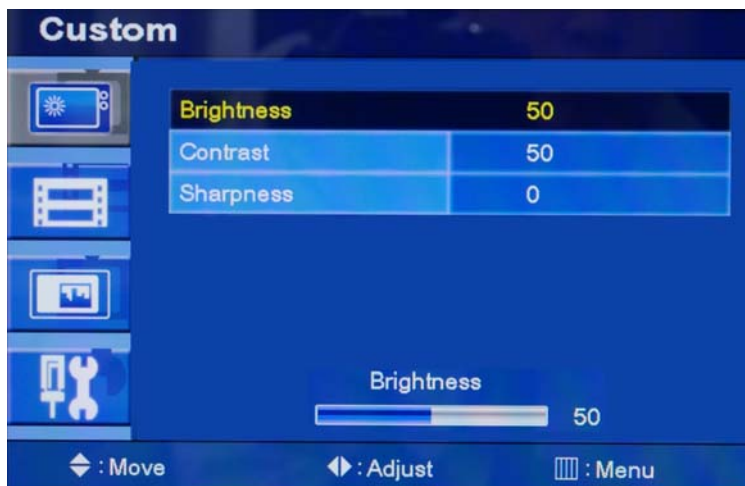 Custom
Brightness 50
Contrast 50
Sharpness 0
Brightness
50
: Move : Adjust : Menu